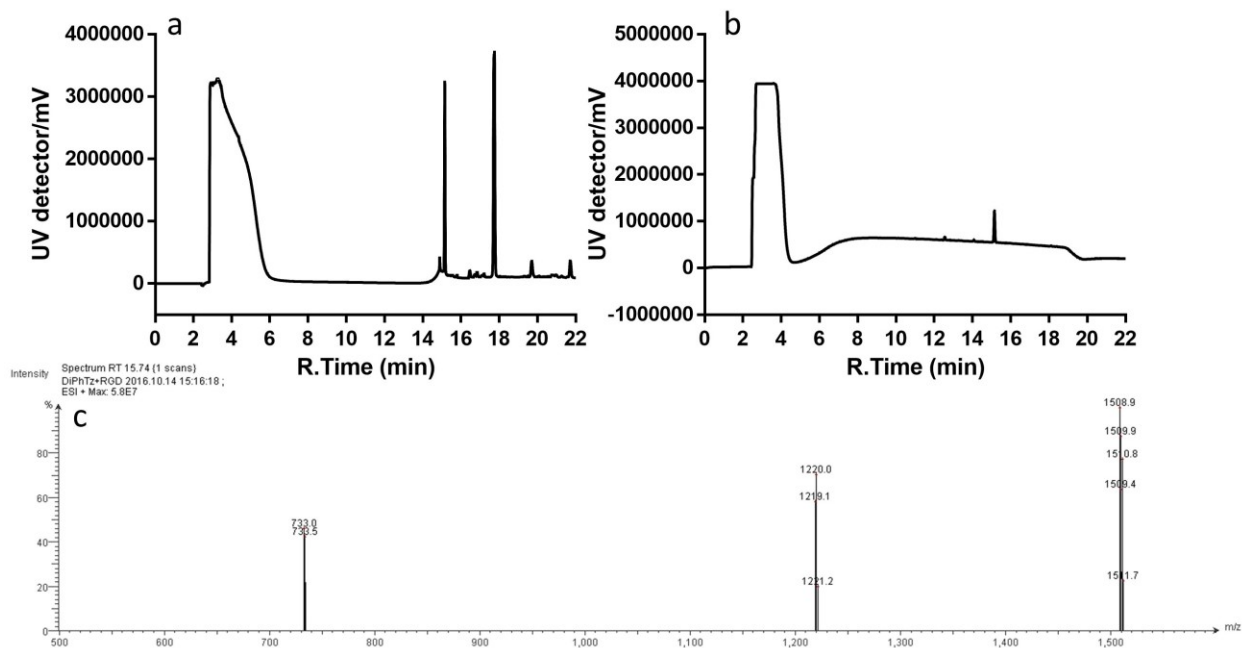 a
4000000
3000000
2000000
1000000
0
UV detector/mV
0 2 4 6 8 10 12 14 16 18 20 22
R.Time (min)
b
5000000
4000000
3000000
2000000
1000000
0
-1000000
UV detector/mV
0 2 4 6 8 10 12 14 16 18 20 22
R.Time (min)
Intensity
Spectrum RT 15.74 {1 scans}
DiPhTz+RGD 2016.10.14 15:16:18 ;
ESI + Max: 5.8E7
%
c
80
60
40
20
0
733.0
733.5
1220.0
1219.1
1221.2
1508.9
1509.9
1510.8
1509.4
1511.7
500 600 700 800 900 1,000 1,100 1,200 1,300 1,400 1,500
m/z